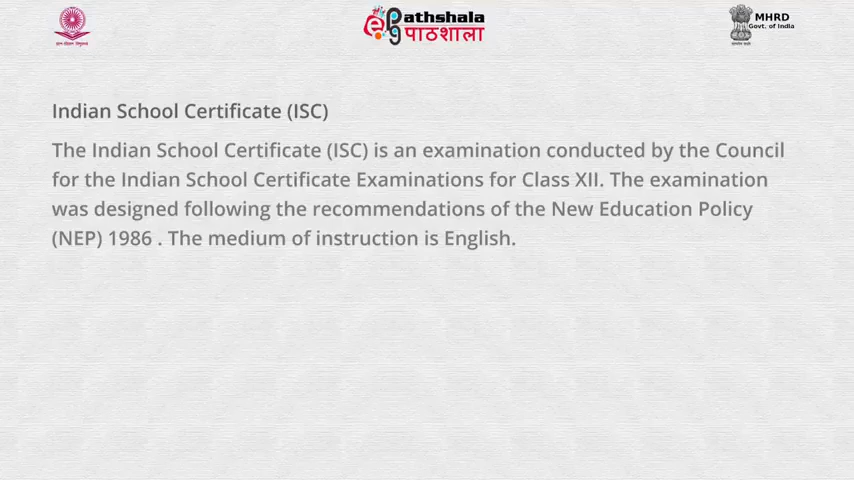 ePathshala
पाठशाला
MHRD
Govt. of India
Indian School Certificate (ISC)
The Indian School Certificate (ISC) is an examination conducted by the Council
for the Indian School Certificate Examinations for Class XII. The examination
was designed following the recommendations of the New Education Policy
(NEP) 1986 . The medium of instruction is English.